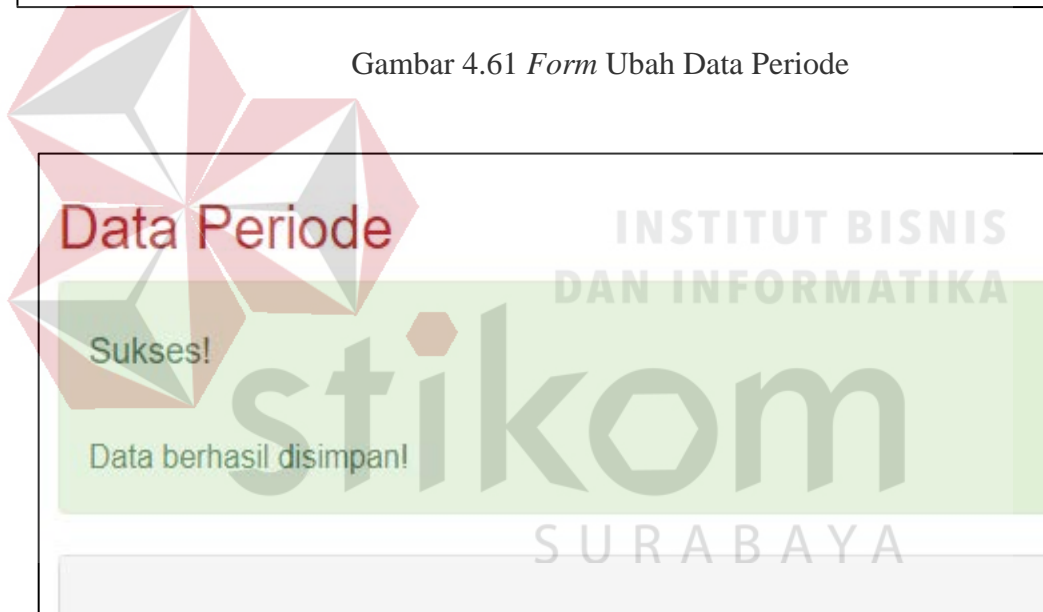 Gambar 4.61 Form Ubah Data Periode
Data Periode
INSTITUT BISNIS
DAN INFORMATIKA
Sukses!
stikom
Data berhasil disimpan!
SURABAYA